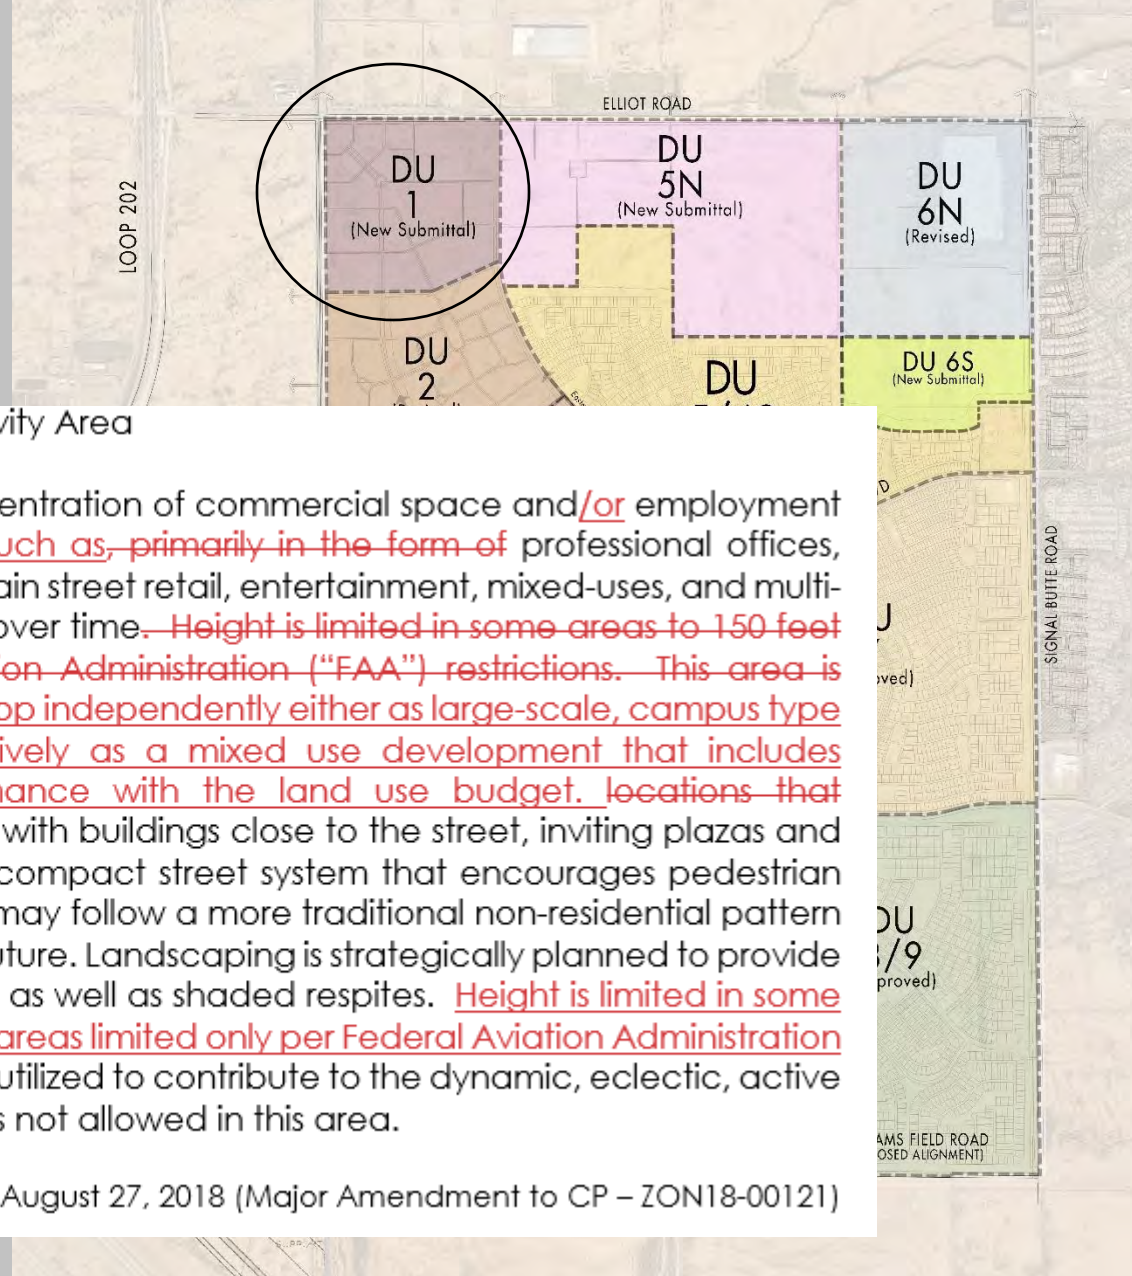 ELLIOT ROAD
LOOP 202
DU
1
(New Submittal)
DU
5N
(New Submittal)
DU
6N
(Revised)
DU
2
DU
DU 6S
(New Submittal)
SIGNAL BUTTE ROAD
vity Area
entration of commercial space and/or employment
uch as, primarily in the form of professional offices,
ain street retail, entertainment, mixed-uses, and multi-
over time. Height is limited in some areas to 150 feet
on Administration (“FAA”) restrictions. This area is
op independently either as large-scale, campus type
ively as a mixed use development that includes
nance with the land use budget. locations that
with buildings close to the street, inviting plazas and
compact street system that encourages pedestrian
may follow a more traditional non-residential pattern
uture. Landscaping is strategically planned to provide
as well as shaded respites. Height is limited in some
areas limited only per Federal Aviation Administration
utilized to contribute to the dynamic, eclectic, active
s not allowed in this area.
August 27, 2018 (Major Amendment to CP – ZON18-00121)
U
ved)
DU
/9
proved)
AMS FIELD ROAD
OSED ALIGNMENT)